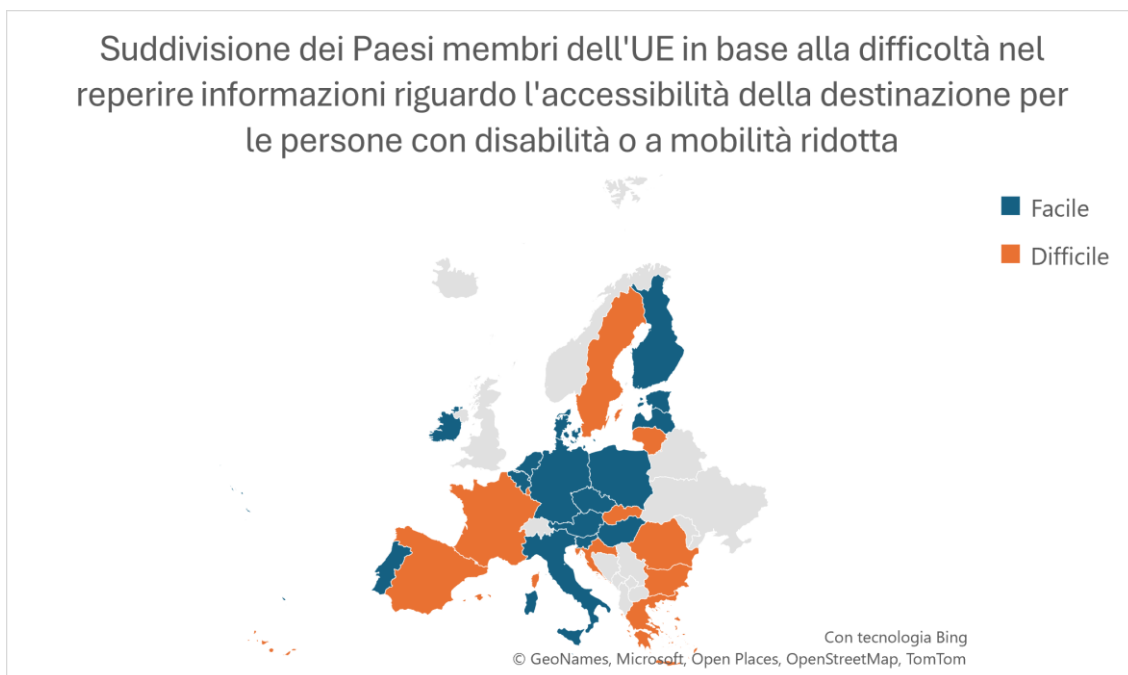 Suddivisione dei Paesi membri dell'UE in base alla difficoltà nel
reperire informazioni riguardo l'accessibilità della destinazione per
le persone con disabilità o a mobilità ridotta
Facile
Difficile
Con tecnologia Bing
© GeoNames, Microsoft, Open Places, OpenStreetMap, TomTom